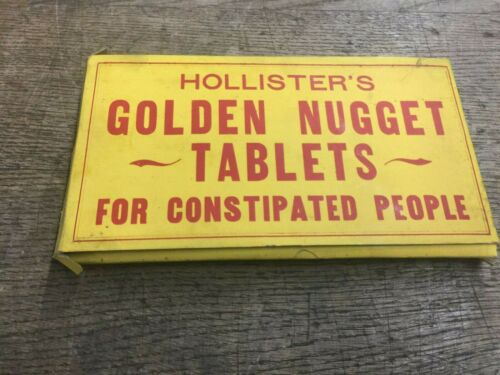 HOLLISTER'S
GOLDEN NUGGET
TABLETS
FOR CONSTIPATED PEOPLE